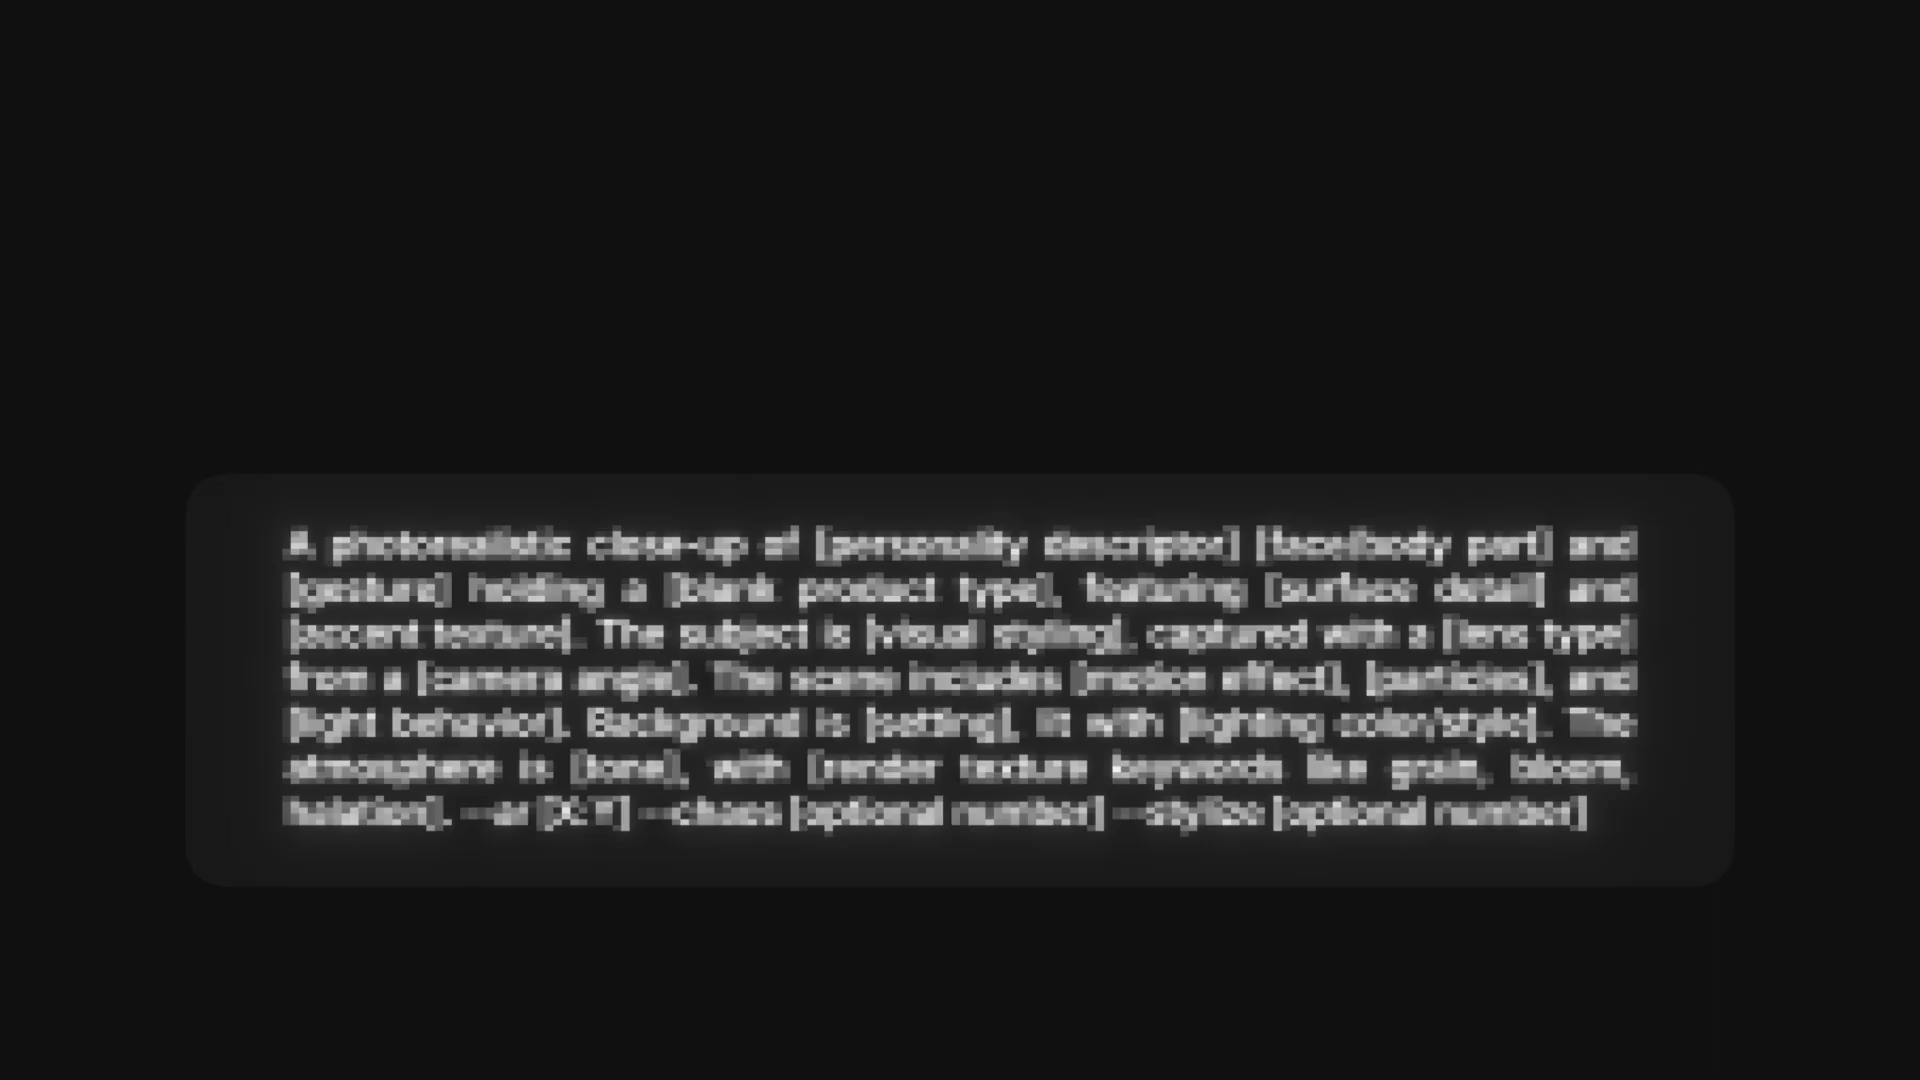 A photorealistic close-up of [personality descriptor] [face/body part] and
[gesture] holding a [blank product type], featuring [surface detail] and
[accent texture]. The subject is [visual styling], captured with a [lens type]
from a [camera angle]. The scene includes [motion effect], [particles], and
[light behavior]. Background is [setting], lit with [lighting color/style]. The
atmosphere is [tone], with [render texture keywords like grain, bloom,
halation]. --ar [X:Y] --chaos [optional number] --stylize [optional number]